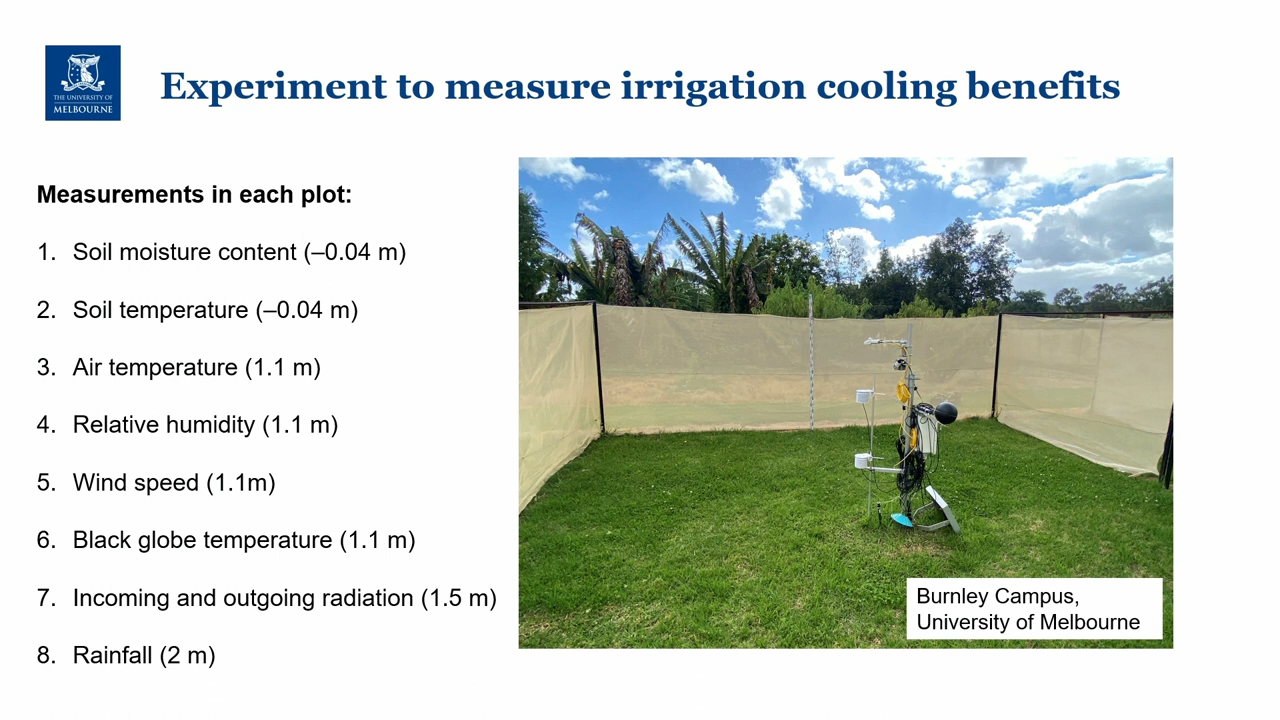 THE UNIVERSITY OF
MELBOURNE
Experiment to measure irrigation cooling benefits
Measurements in each plot:
1. Soil moisture content (–0.04 m)
2. Soil temperature (–0.04 m)
3. Air temperature (1.1 m)
4. Relative humidity (1.1 m)
5. Wind speed (1.1m)
6. Black globe temperature (1.1 m)
7. Incoming and outgoing radiation (1.5 m)
8. Rainfall (2 m)
Burnley Campus,
University of Melbourne